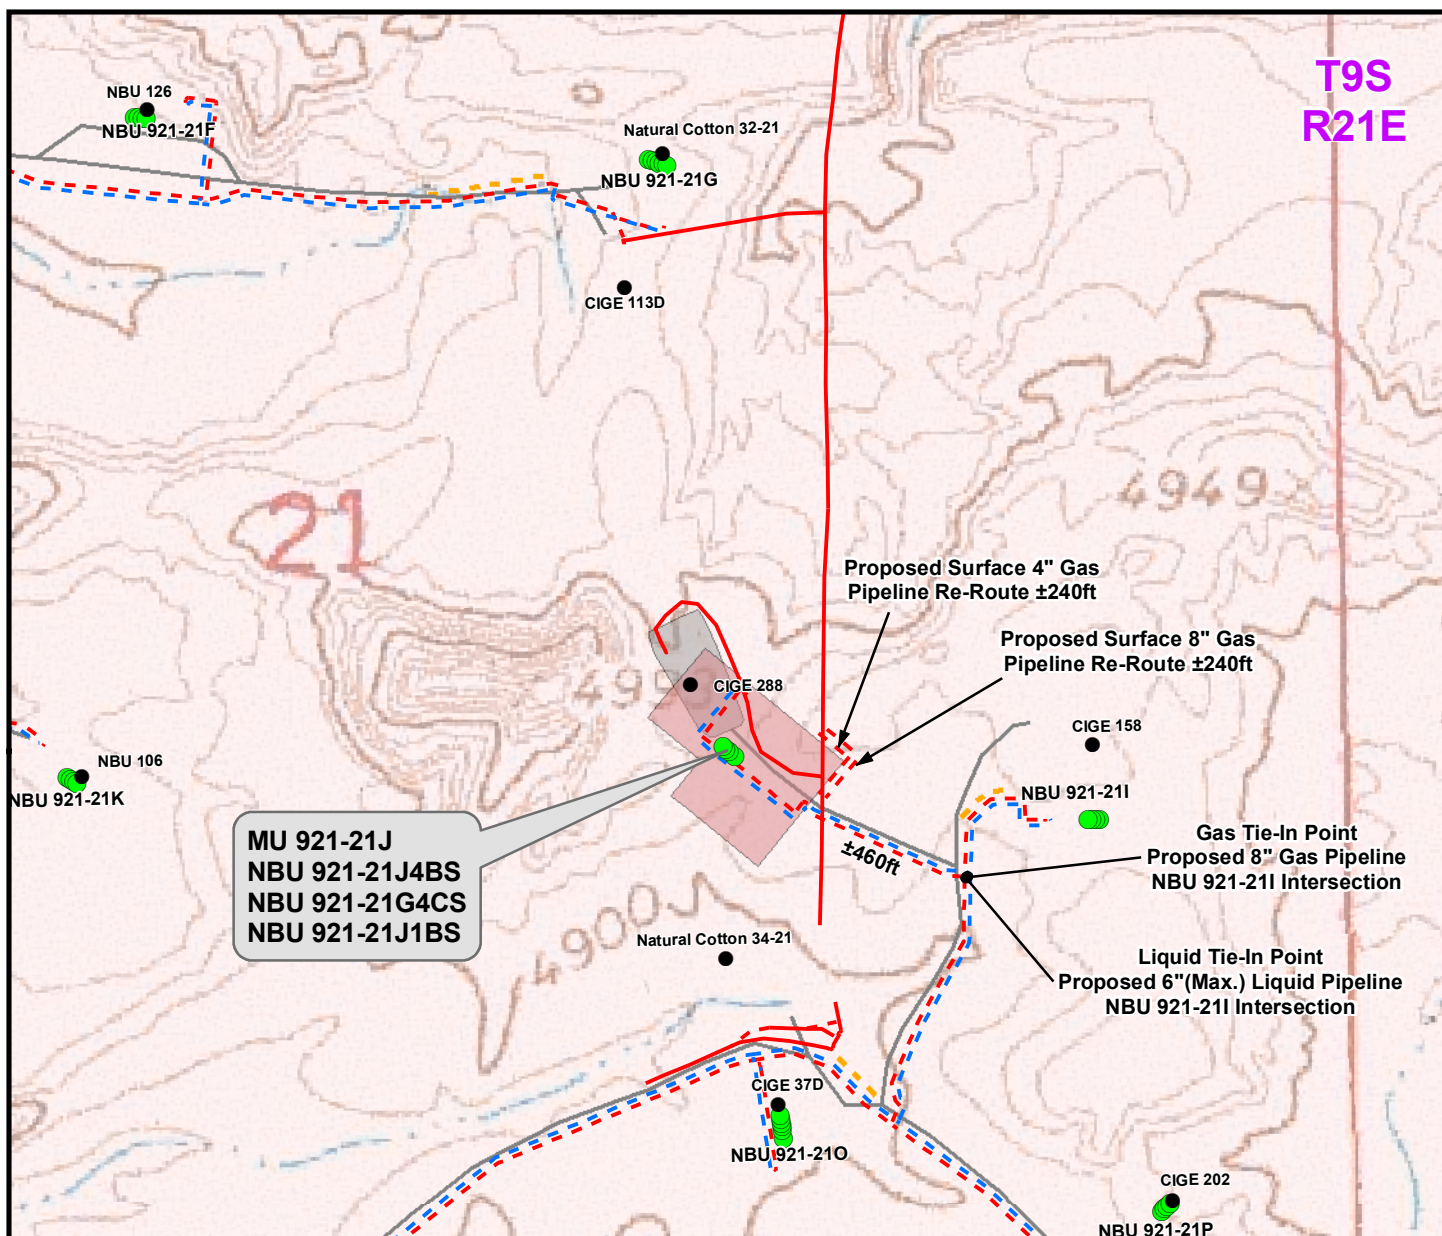 T9S
R21E
NBU 126
NBU 921-21F
Natural Cotton 32-21
NBU 921-21G
CIGE 113D
21
4949
Proposed Surface 4" Gas
Pipeline Re-Route ±240ft
Proposed Surface 8" Gas
Pipeline Re-Route ±240ft
CIGE 288
CIGE 158
NBU 106
NBU 921-21K
NBU 921-21I
MU 921-21J
NBU 921-21J4BS
NBU 921-21G4CS
NBU 921-21J1BS
±460ft
Gas Tie-In Point
Proposed 8" Gas Pipeline
NBU 921-21I Intersection
4900
Natural Cotton 34-21
Liquid Tie-In Point
Proposed 6"(Max.) Liquid Pipeline
NBU 921-21I Intersection
CIGE 37D
NBU 921-21O
CIGE 202
NBU 921-21P